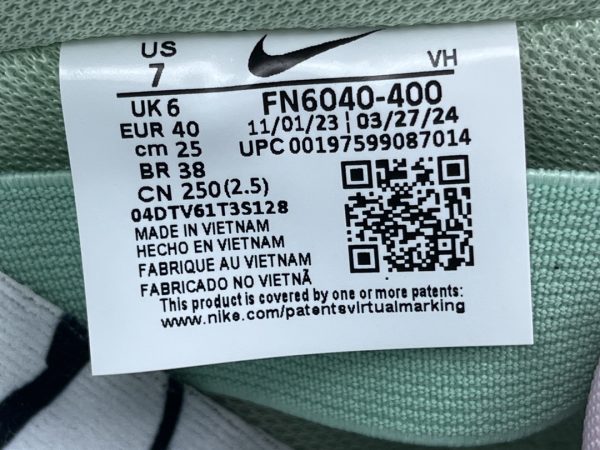 US
7
VH
UK 6
FN6040-400
EUR 40
11/01/23 | 03/27/24
cm 25
UPC 00197599087014
BR 38
CN 250(2.5)
04DTV61T3S128
MADE IN VIETNAM
HECHO EN VIETNAM
FABRIQUE AU VIETNAM
FABRICADO NO VIETNÃ
This product is covered by one or more patents:
www.nike.com/patentsvirtualmarking